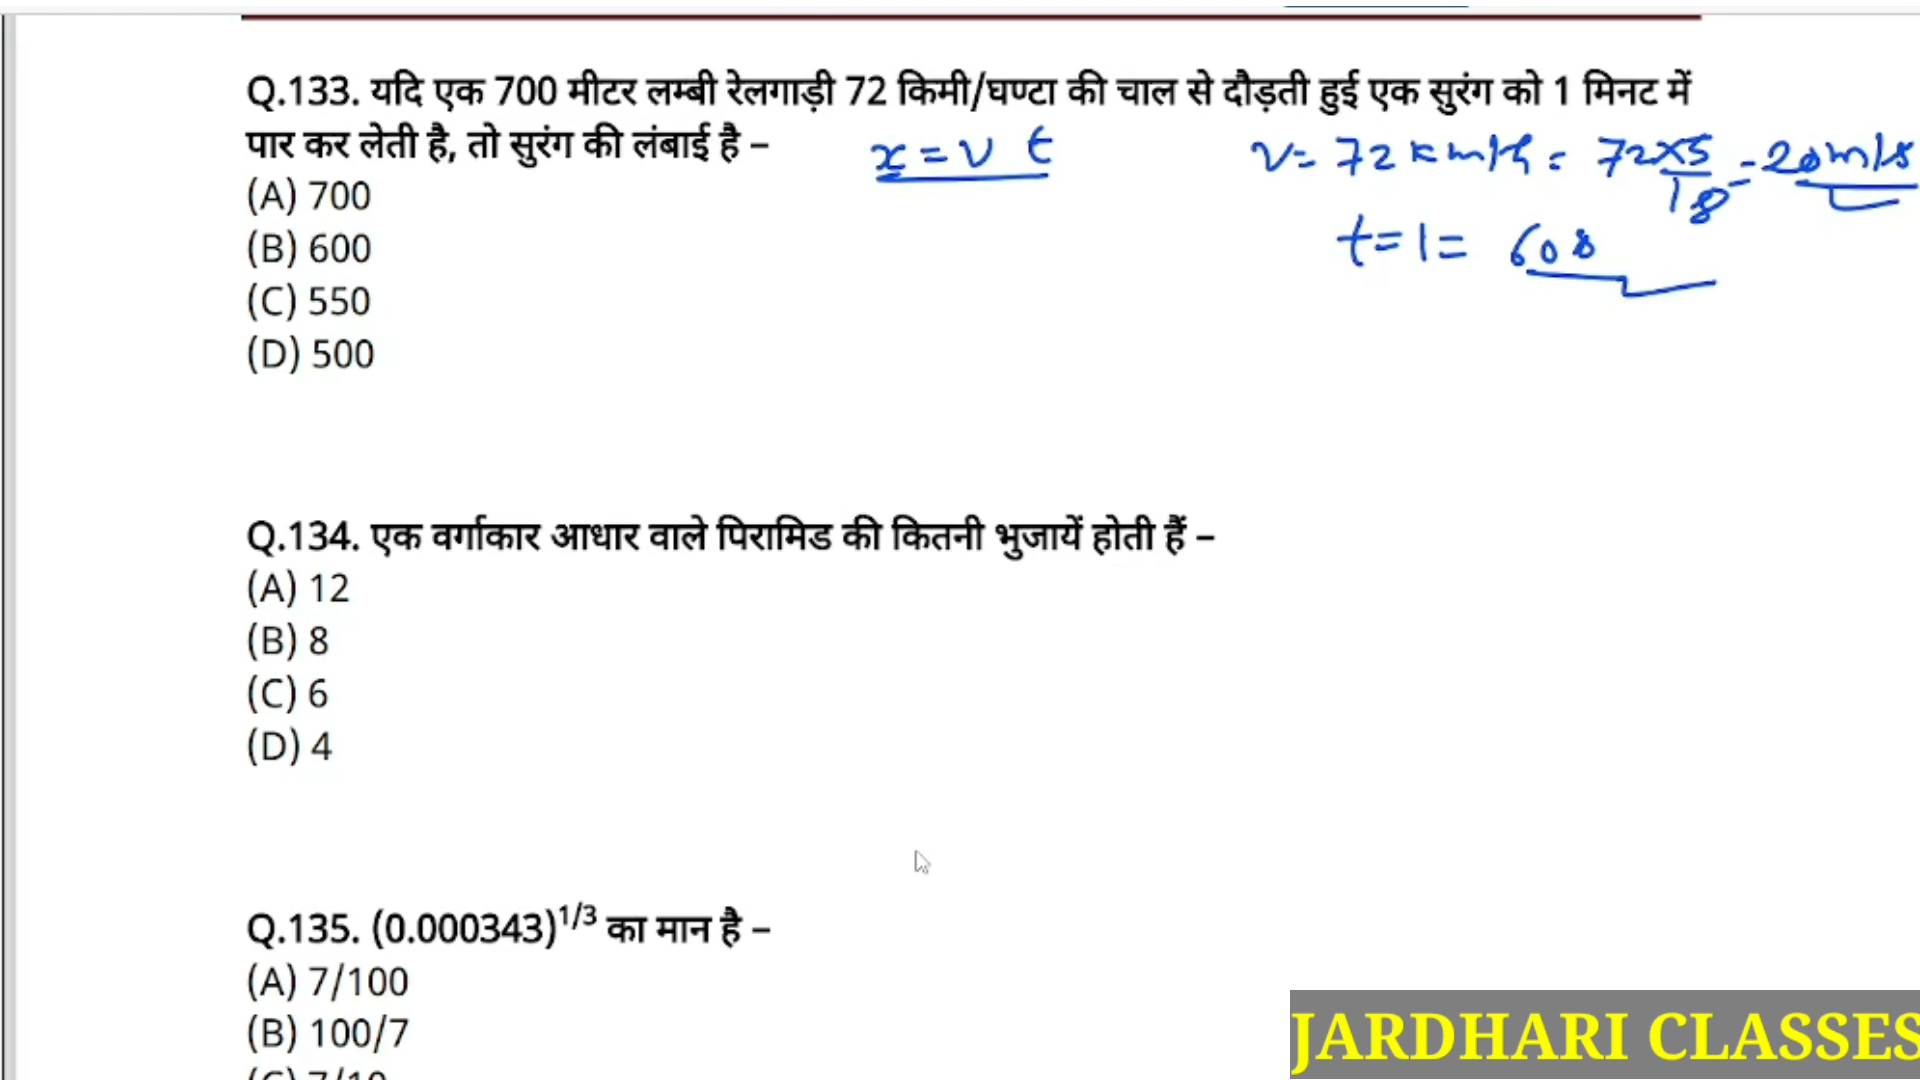 Q.133. यदि एक 700 मीटर लम्बी रेलगाड़ी 72 किमी/घण्टा की चाल से दौड़ती हुई एक सुरंग को 1 मिनट में
पार कर लेती है, तो सुरंग की लंबाई है –
x = v t
v = 72 km/h = 72×5/18 = 20 m/s
t = 1 = 60 s
(A) 700
(B) 600
(C) 550
(D) 500
Q.134. एक वर्गाकार आधार वाले पिरामिड की कितनी भुजायें होती हैं –
(A) 12
(B) 8
(C) 6
(D) 4
Q.135. (0.000343)^1/3 का मान है –
(A) 7/100
(B) 100/7
(C) 7/10
JARDHARI CLASSES